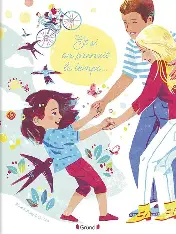 Et si
on prenait
le temps...
Gründ